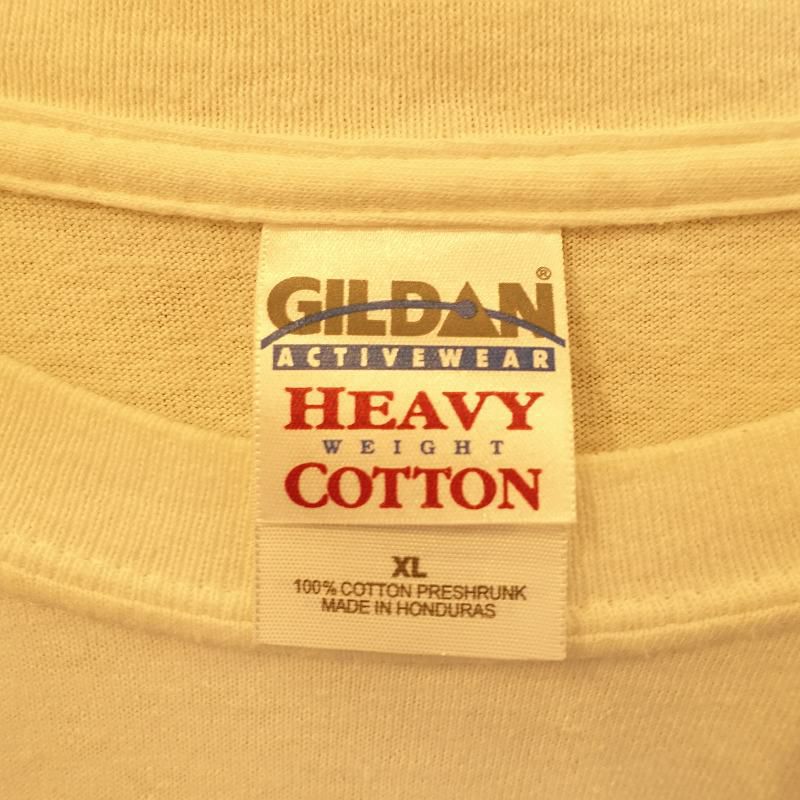 GILDAN®
ACTIVEWEAR
HEAVY
WEIGHT
COTTON
XL
100% COTTON PRESHRUNK
MADE IN HONDURAS